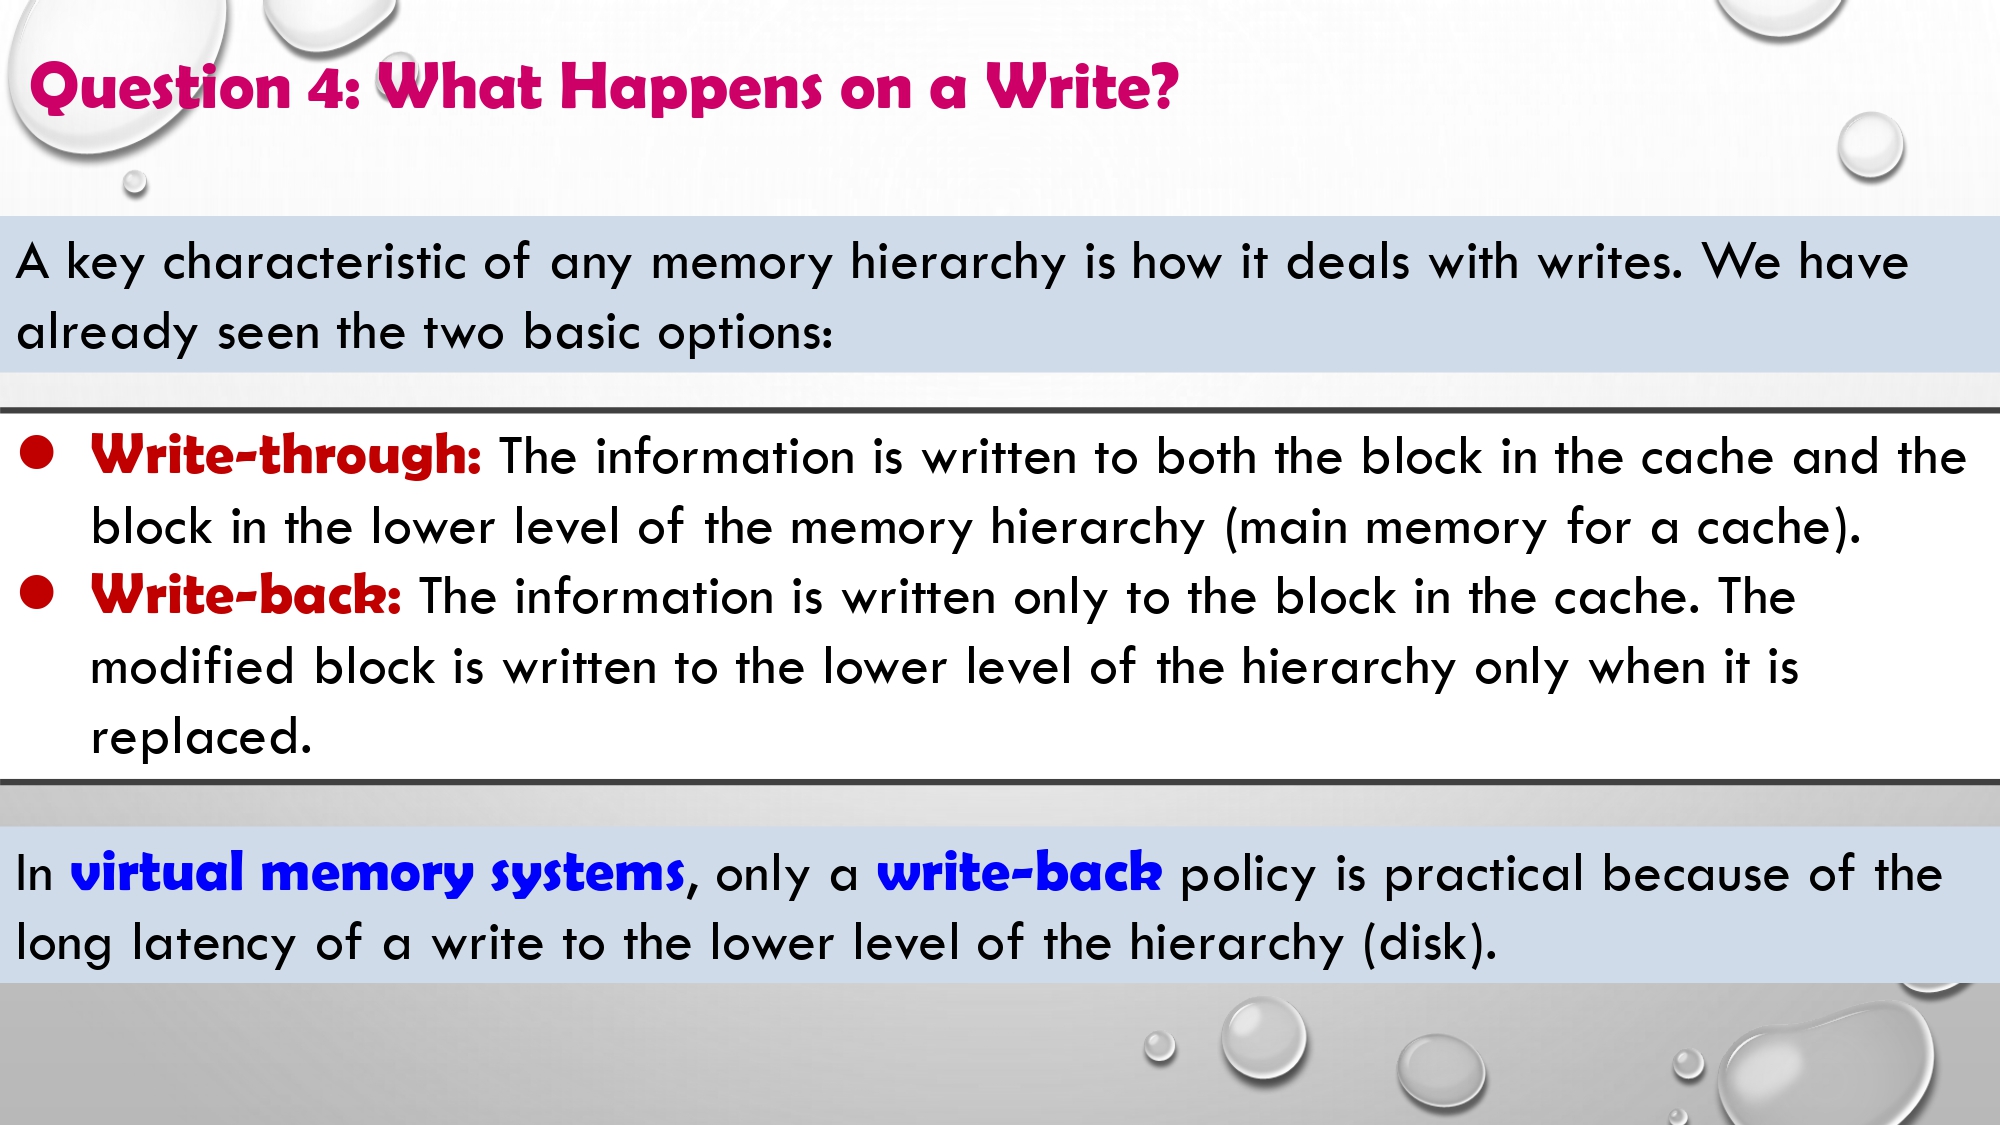 Question 4: What Happens on a Write?
A key characteristic of any memory hierarchy is how it deals with writes. We have
already seen the two basic options:
● Write-through: The information is written to both the block in the cache and the
block in the lower level of the memory hierarchy (main memory for a cache).
● Write-back: The information is written only to the block in the cache. The
modified block is written to the lower level of the hierarchy only when it is
replaced.
In virtual memory systems, only a write-back policy is practical because of the
long latency of a write to the lower level of the hierarchy (disk).